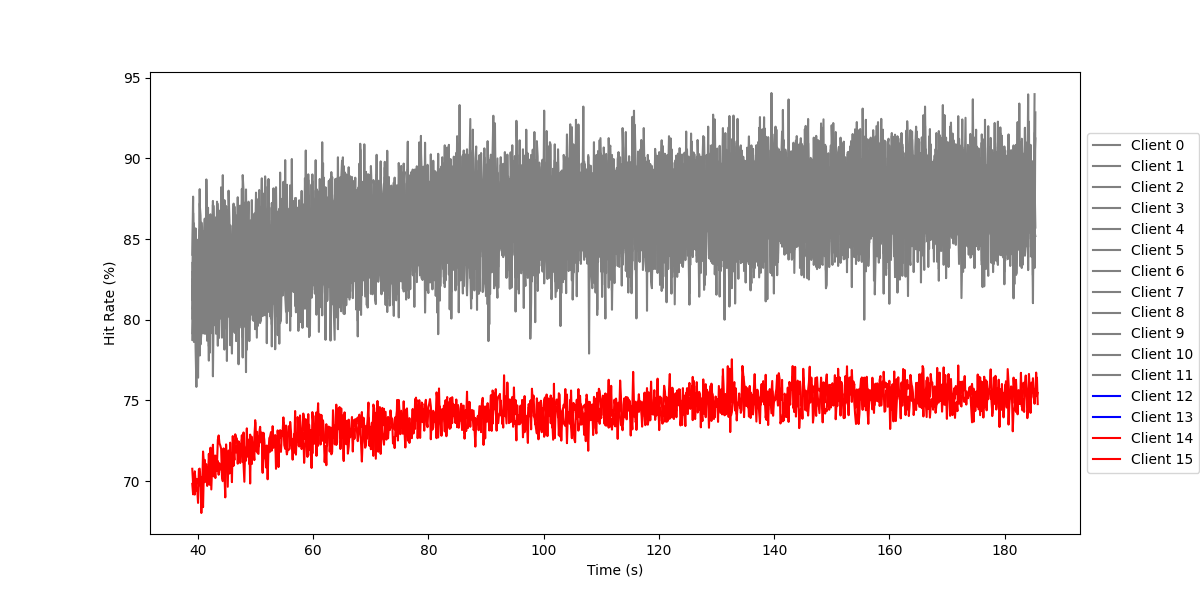 95
90
85
80
75
70
Hit Rate (%)
40 60 80 100 120 140 160 180
Time (s)
Client 0
Client 1
Client 2
Client 3
Client 4
Client 5
Client 6
Client 7
Client 8
Client 9
Client 10
Client 11
Client 12
Client 13
Client 14
Client 15